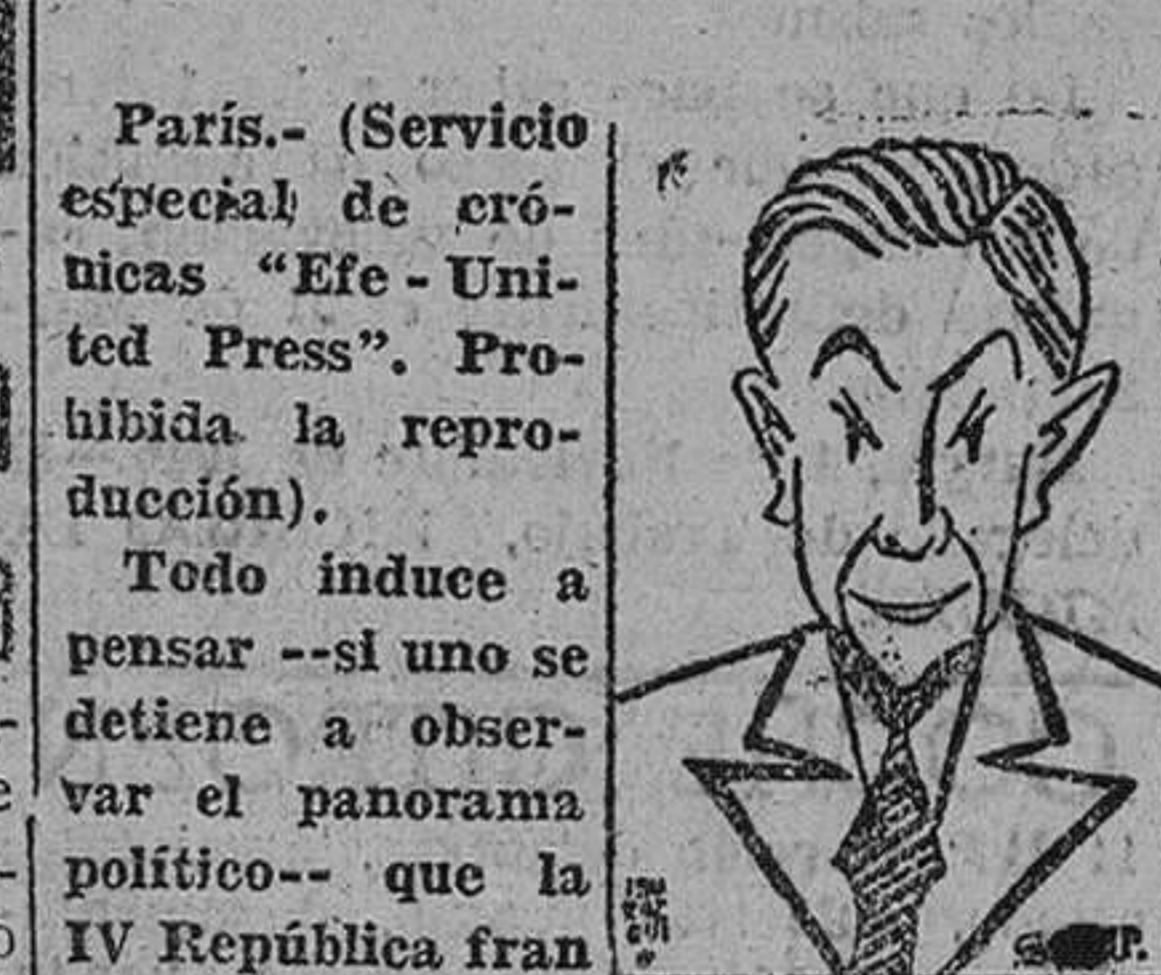 París.- (Servicio
especial de cró-
nicas "Efe - Uni-
ted Press". Pro-
hibida la repro-
ducción).
Todo induce a
pensar --si uno se
detiene a obser-
var el panorama
político-- que la
IV República fran